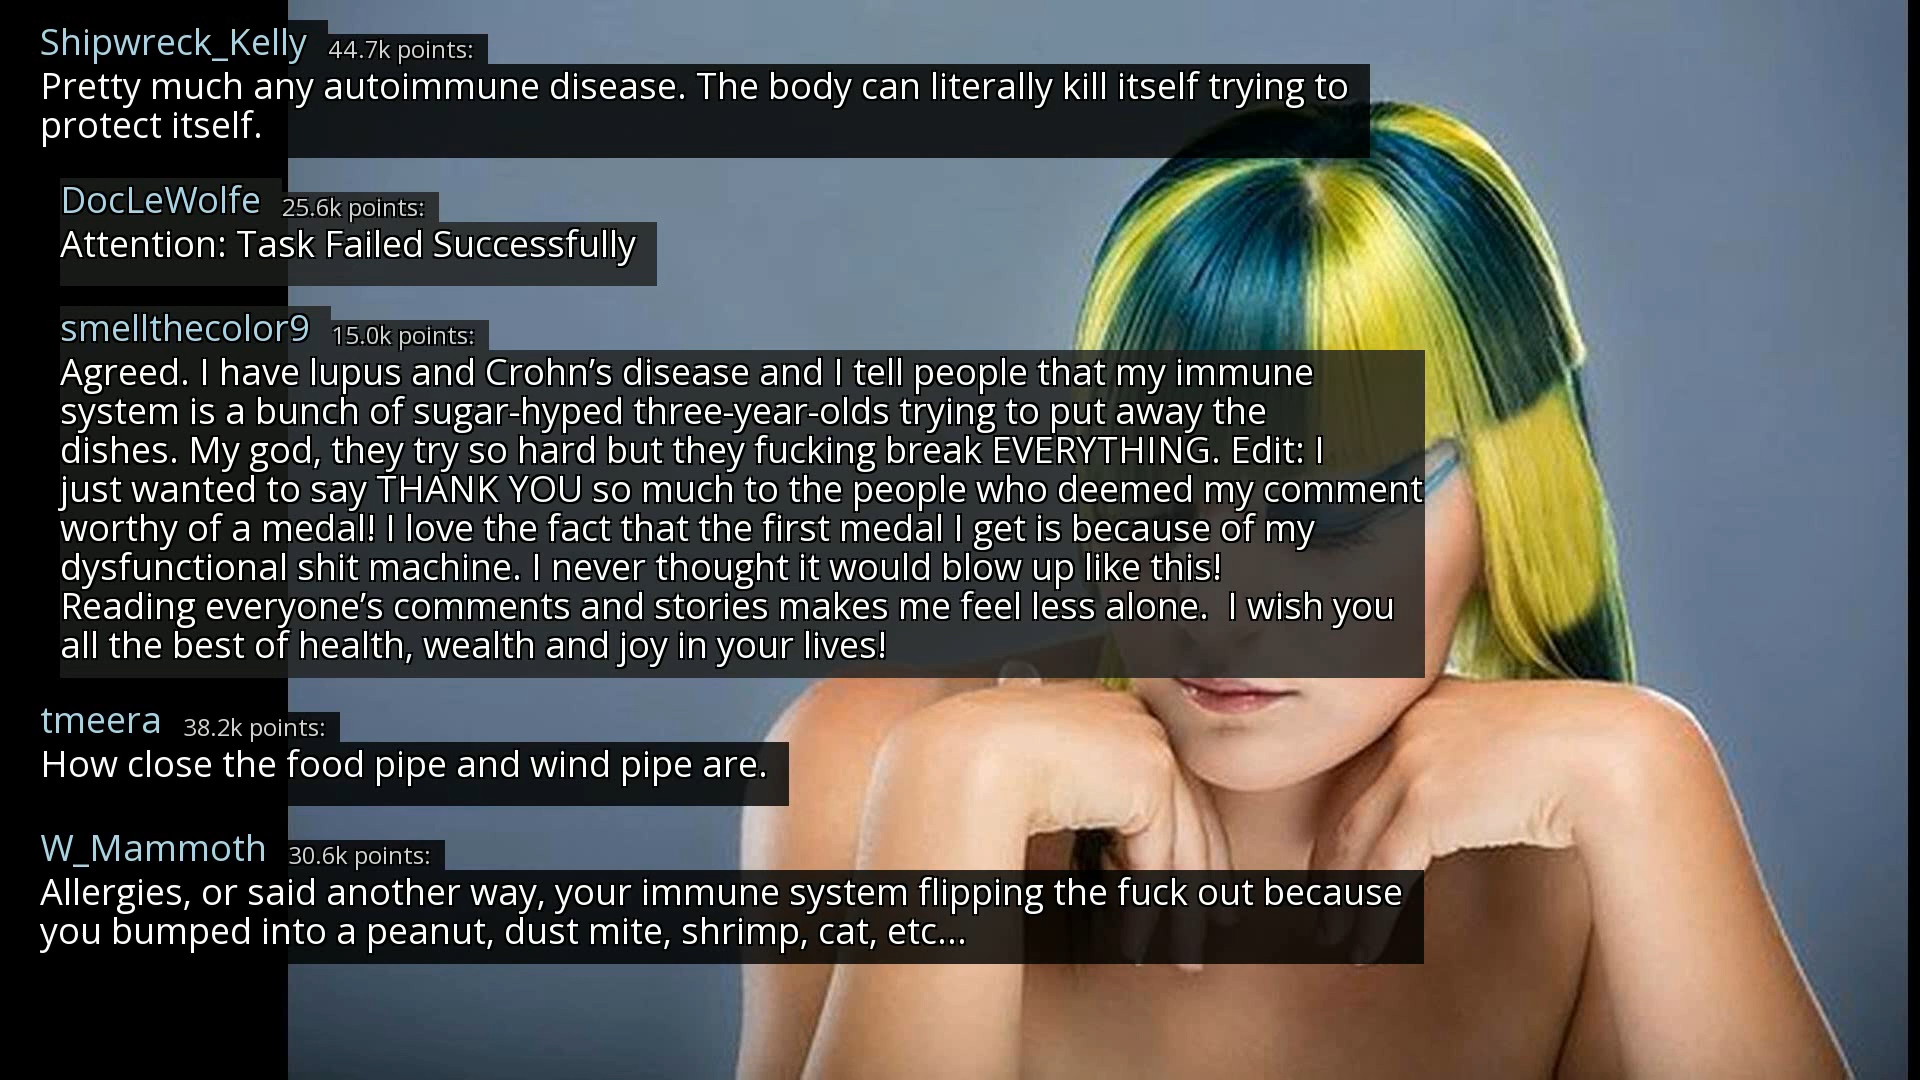 Shipwreck_Kelly 44.7k points:
Pretty much any autoimmune disease. The body can literally kill itself trying to
protect itself.
DocLeWolfe 25.6k points:
Attention: Task Failed Successfully
smellthecolor9 15.0k points:
Agreed. I have lupus and Crohn’s disease and I tell people that my immune
system is a bunch of sugar-hyped three-year-olds trying to put away the
dishes. My god, they try so hard but they fucking break EVERYTHING. Edit: I
just wanted to say THANK YOU so much to the people who deemed my comment
worthy of a medal! I love the fact that the first medal I get is because of my
dysfunctional shit machine. I never thought it would blow up like this!
Reading everyone’s comments and stories makes me feel less alone.  I wish you
all the best of health, wealth and joy in your lives!
tmeera 38.2k points:
How close the food pipe and wind pipe are.
W_Mammoth 30.6k points:
Allergies, or said another way, your immune system flipping the fuck out because
you bumped into a peanut, dust mite, shrimp, cat, etc...